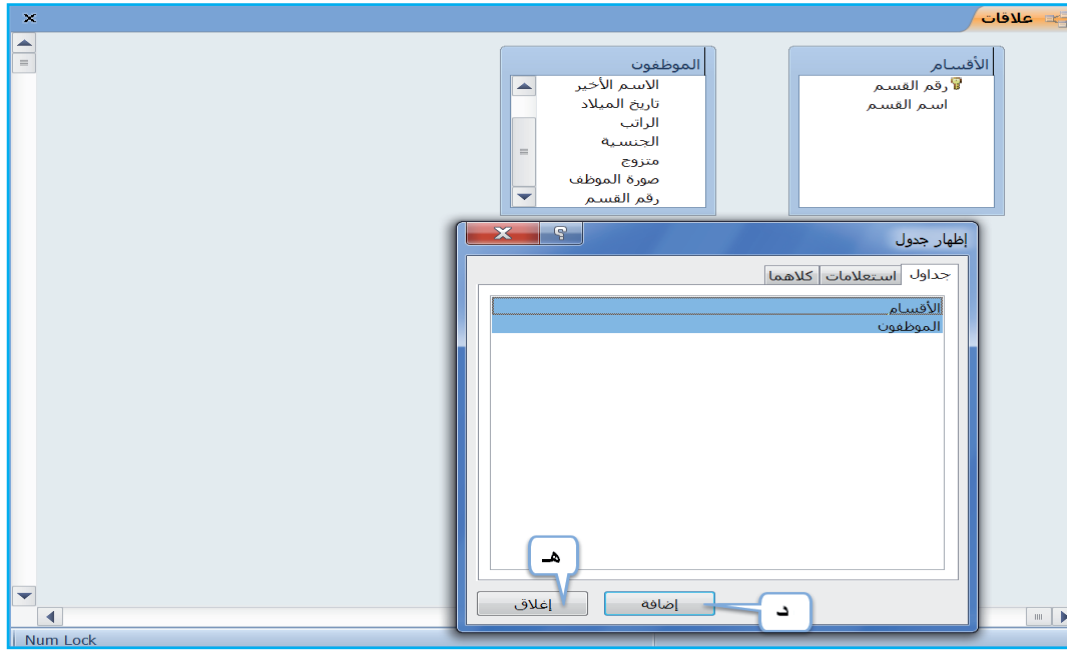 علاقات
الأقسام
رقم القسم
اسم القسم
الموظفون
الاسم الأخير
تاريخ الميلاد
الراتب
الجنسية
متزوج
صورة الموظف
رقم القسم
إظهار جدول
جداول استعلامات كلاهما
الأقسام
الموظفون
هـ
إضافة إغلاق
د
Num Lock